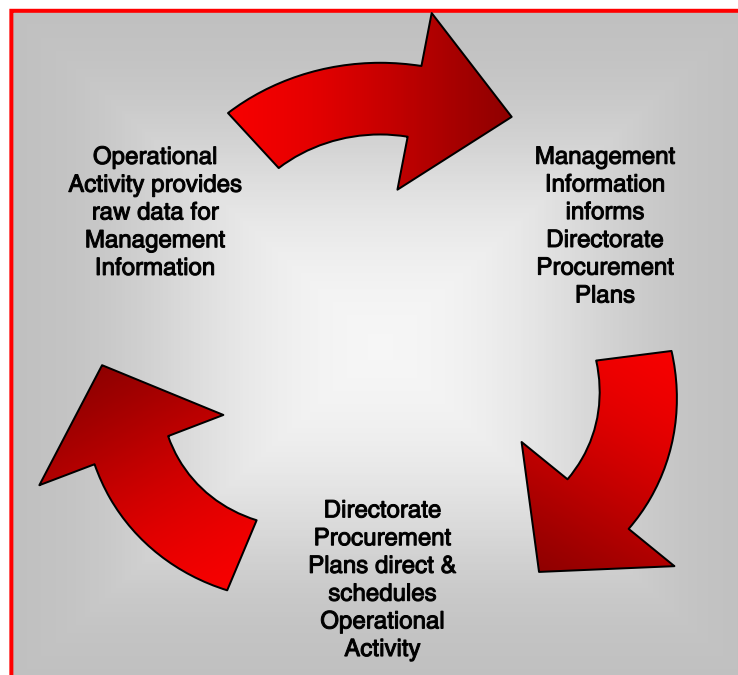 Operational
Activity provides
raw data for
Management
Information
Management
Information
informs
Directorate
Procurement
Plans
Directorate
Procurement
Plans direct &
schedules
Operational
Activity